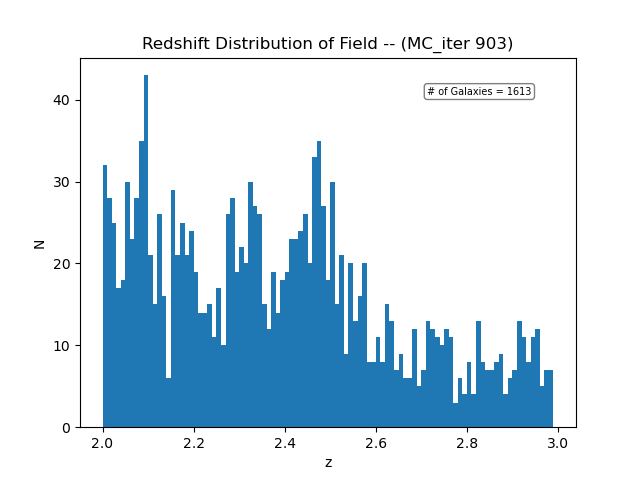 Redshift Distribution of Field -- (MC_iter 903)
# of Galaxies = 1613
40
30
20
10
0
N
2.0 2.2 2.4 2.6 2.8 3.0
z